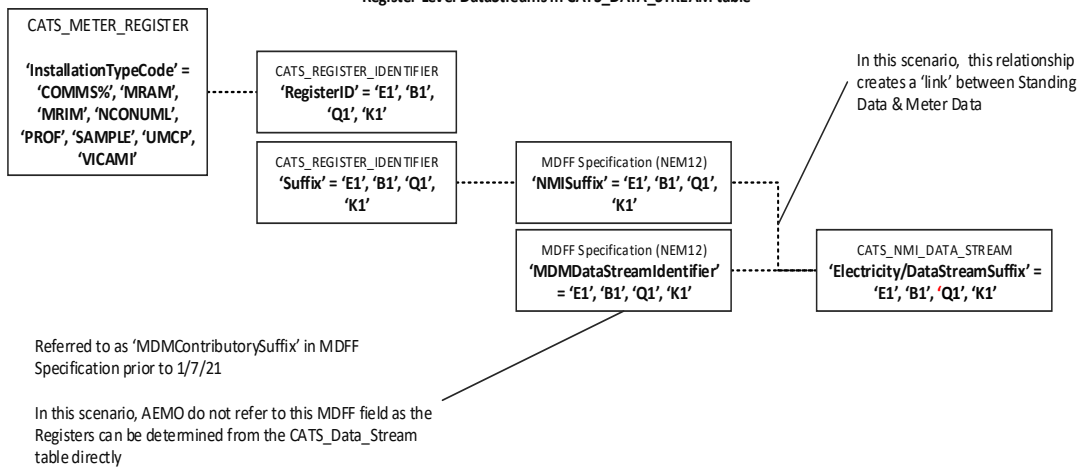 Register Level DataStreams in CATS_DATA_STREAM table
CATS_METER_REGISTER
‘InstallationTypeCode’ =
‘COMMS%’, ‘MRAM’,
‘MRIM’, ‘NCONUML’,
‘PROF’, ‘SAMPLE’, ‘UMCP’,
‘VICAMI’
CATS_REGISTER_IDENTIFIER
‘RegisterID’ = ‘E1’, ‘B1’,
‘Q1’, ‘K1’
CATS_REGISTER_IDENTIFIER
‘Suffix’ = ‘E1’, ‘B1’, ‘Q1’,
‘K1’
MDFF Specification (NEM12)
‘NMISuffix’ = ‘E1’, ‘B1’, ‘Q1’,
‘K1’
MDFF Specification (NEM12)
‘MDMDataStreamIdentifier’
= ‘E1’, ‘B1’, ‘Q1’, ‘K1’
In this scenario, this relationship
creates a ‘link’ between Standing
Data & Meter Data
CATS_NMI_DATA_STREAM
‘Electricity/DataStreamSuffix’ =
‘E1’, ‘B1’, ‘Q1’, ‘K1’
Referred to as ‘MDMContributorySuffix’ in MDFF
Specification prior to 1/7/21
In this scenario, AEMO do not refer to this MDFF field as the
Registers can be determined from the CATS_Data_Stream
table directly